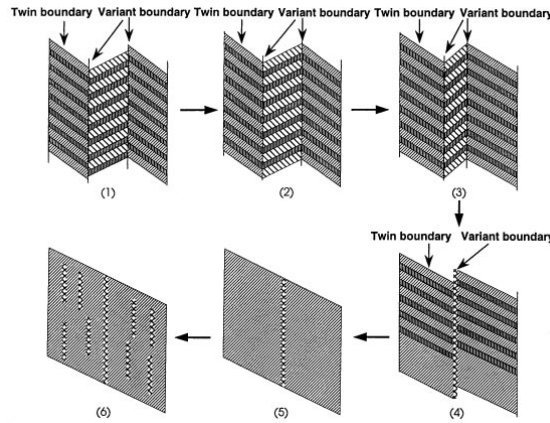 Twin boundary Variant boundary Twin boundary Variant boundary Twin boundary Variant boundary
(1) (2) (3)
Twin boundary Variant boundary
(6) (5) (4)